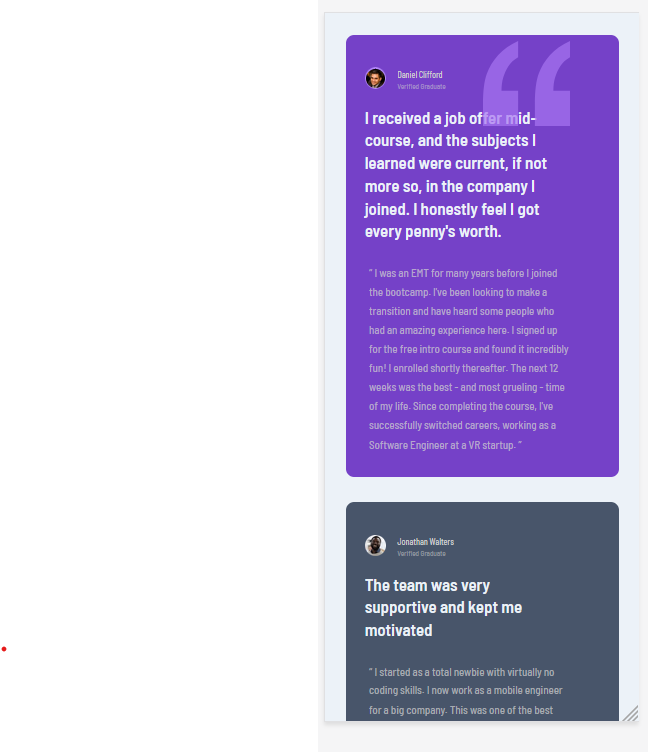 Daniel Clifford
Verified Graduate
I received a job offer mid-
course, and the subjects I
learned were current, if not
more so, in the company I
joined. I honestly feel I got
every penny's worth.
“ I was an EMT for many years before I joined
the bootcamp. I've been looking to make a
transition and have heard some people who
had an amazing experience here. I signed up
for the free intro course and found it incredibly
fun! I enrolled shortly thereafter. The next 12
weeks was the best - and most grueling - time
of my life. Since completing the course, I've
successfully switched careers, working as a
Software Engineer at a VR startup. ”
Jonathan Walters
Verified Graduate
The team was very
supportive and kept me
motivated
“ I started as a total newbie with virtually no
coding skills. I now work as a mobile engineer
for a big company. This was one of the best